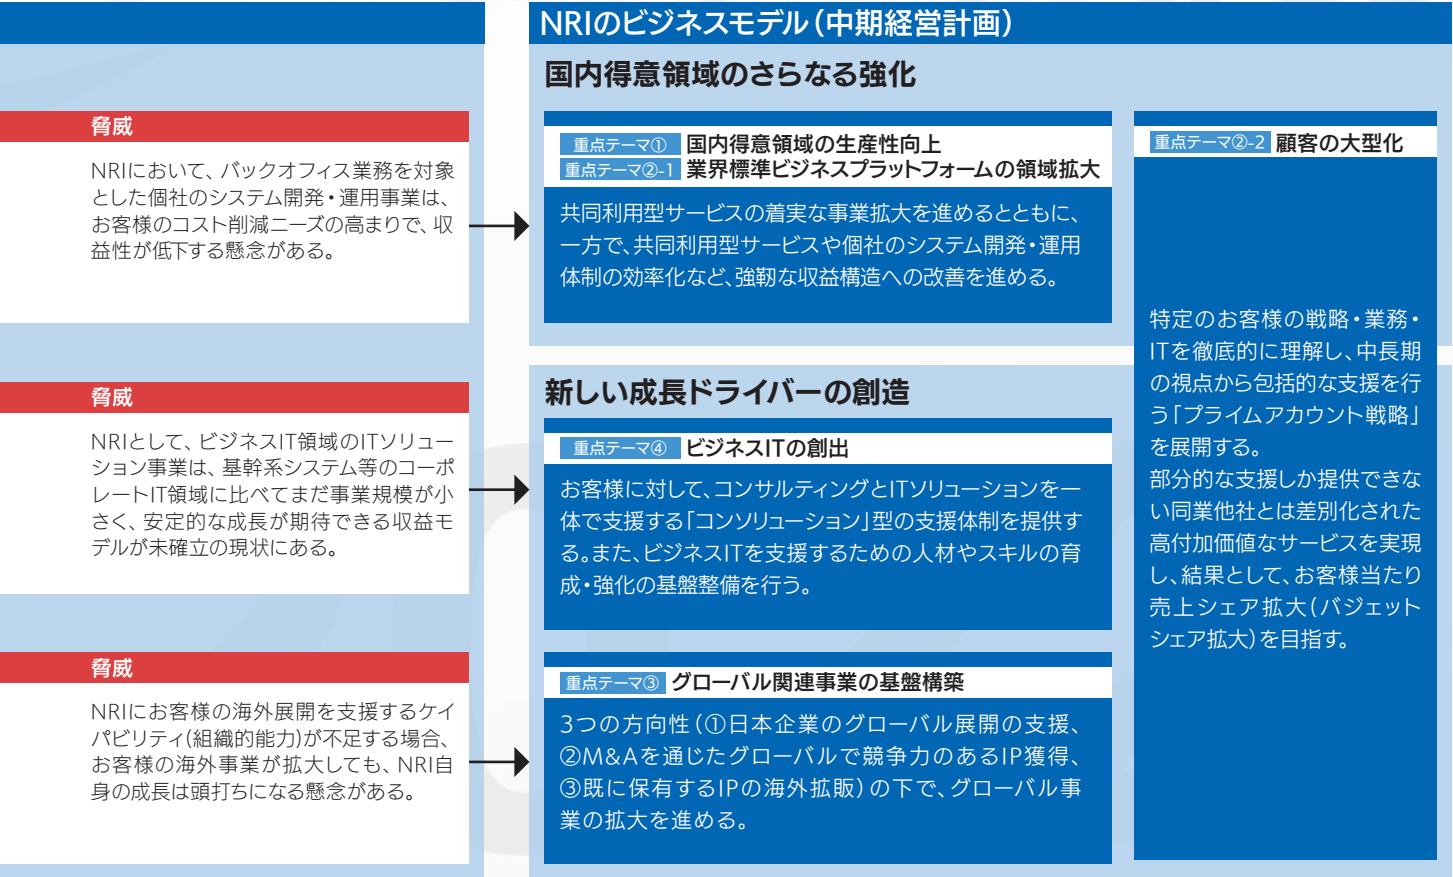 NRIのビジネスモデル（中期経営計画）
国内得意領域のさらなる強化
脅威
NRIにおいて、バックオフィス業務を対象
とした個社のシステム開発・運用事業は、
お客様のコスト削減ニーズの高まりで、収
益性が低下する懸念がある。
重点テーマ① 国内得意領域の生産性向上
重点テーマ②-1 業界標準ビジネスプラットフォームの領域拡大
共同利用型サービスの着実な事業拡大を進めるとともに、
一方で、共同利用型サービスや個社のシステム開発・運用
体制の効率化など、強靭な収益構造への改善を進める。
重点テーマ②-2 顧客の大型化
特定のお客様の戦略・業務・
ITを徹底的に理解し、中長期
の視点から包括的な支援を行
う「プライムアカウント戦略」
を展開する。
部分的な支援しか提供できな
い同業他社とは差別化された
高付加価値なサービスを実現
し、結果として、お客様当たり
売上シェア拡大（バジェット
シェア拡大）を目指す。
新しい成長ドライバーの創造
脅威
NRIとして、ビジネスIT領域のITソリュー
ション事業は、基幹系システム等のコーポ
レートIT領域に比べてまだ事業規模が小
さく、安定的な成長が期待できる収益モ
デルが未確立の現状にある。
重点テーマ④ ビジネスITの創出
お客様に対して、コンサルティングとITソリューションを一
体で支援する「コンソリューション」型の支援体制を提供す
る。また、ビジネスITを支援するための人材やスキルの育
成・強化の基盤整備を行う。
脅威
NRIにお客様の海外展開を支援するケイ
パビリティ(組織的能力)が不足する場合、
お客様の海外事業が拡大しても、NRI自
身の成長は頭打ちになる懸念がある。
重点テーマ③ グローバル関連事業の基盤構築
3つの方向性（①日本企業のグローバル展開の支援、
②M&Aを通じたグローバルで競争力のあるIP獲得、
③既に保有するIPの海外拡販）の下で、グローバル事
業の拡大を進める。